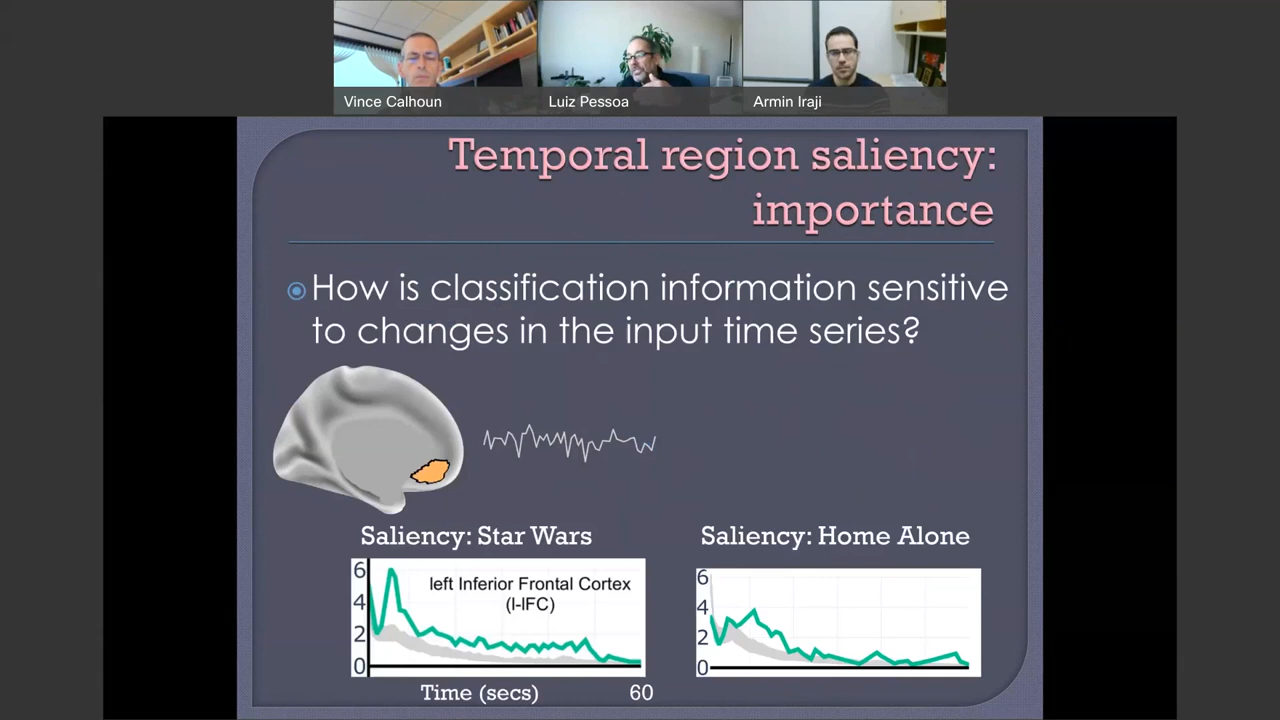 Vince Calhoun
Luiz Pessoa
Armin Iraji
Temporal region saliency:
importance
How is classification information sensitive
to changes in the input time series?
Saliency: Star Wars
Saliency: Home Alone
6
4
2
0
left Inferior Frontal Cortex
(l-IFC)
6
4
2
0
Time (secs)
60